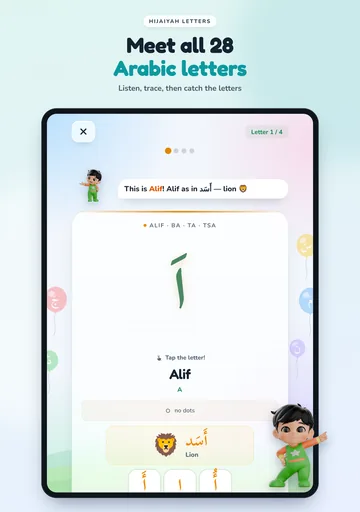 HIJAIYAH LETTERS
Meet all 28
Arabic letters
Listen, trace, then catch the letters
×
Letter 1 / 4
This is Alif! Alif as in أَسَد — lion 🦁
ALIF · BA · TA · TSA
أَ
Tap the letter!
Alif
A
no dots
أَسَد
Lion
أَ ا أَ